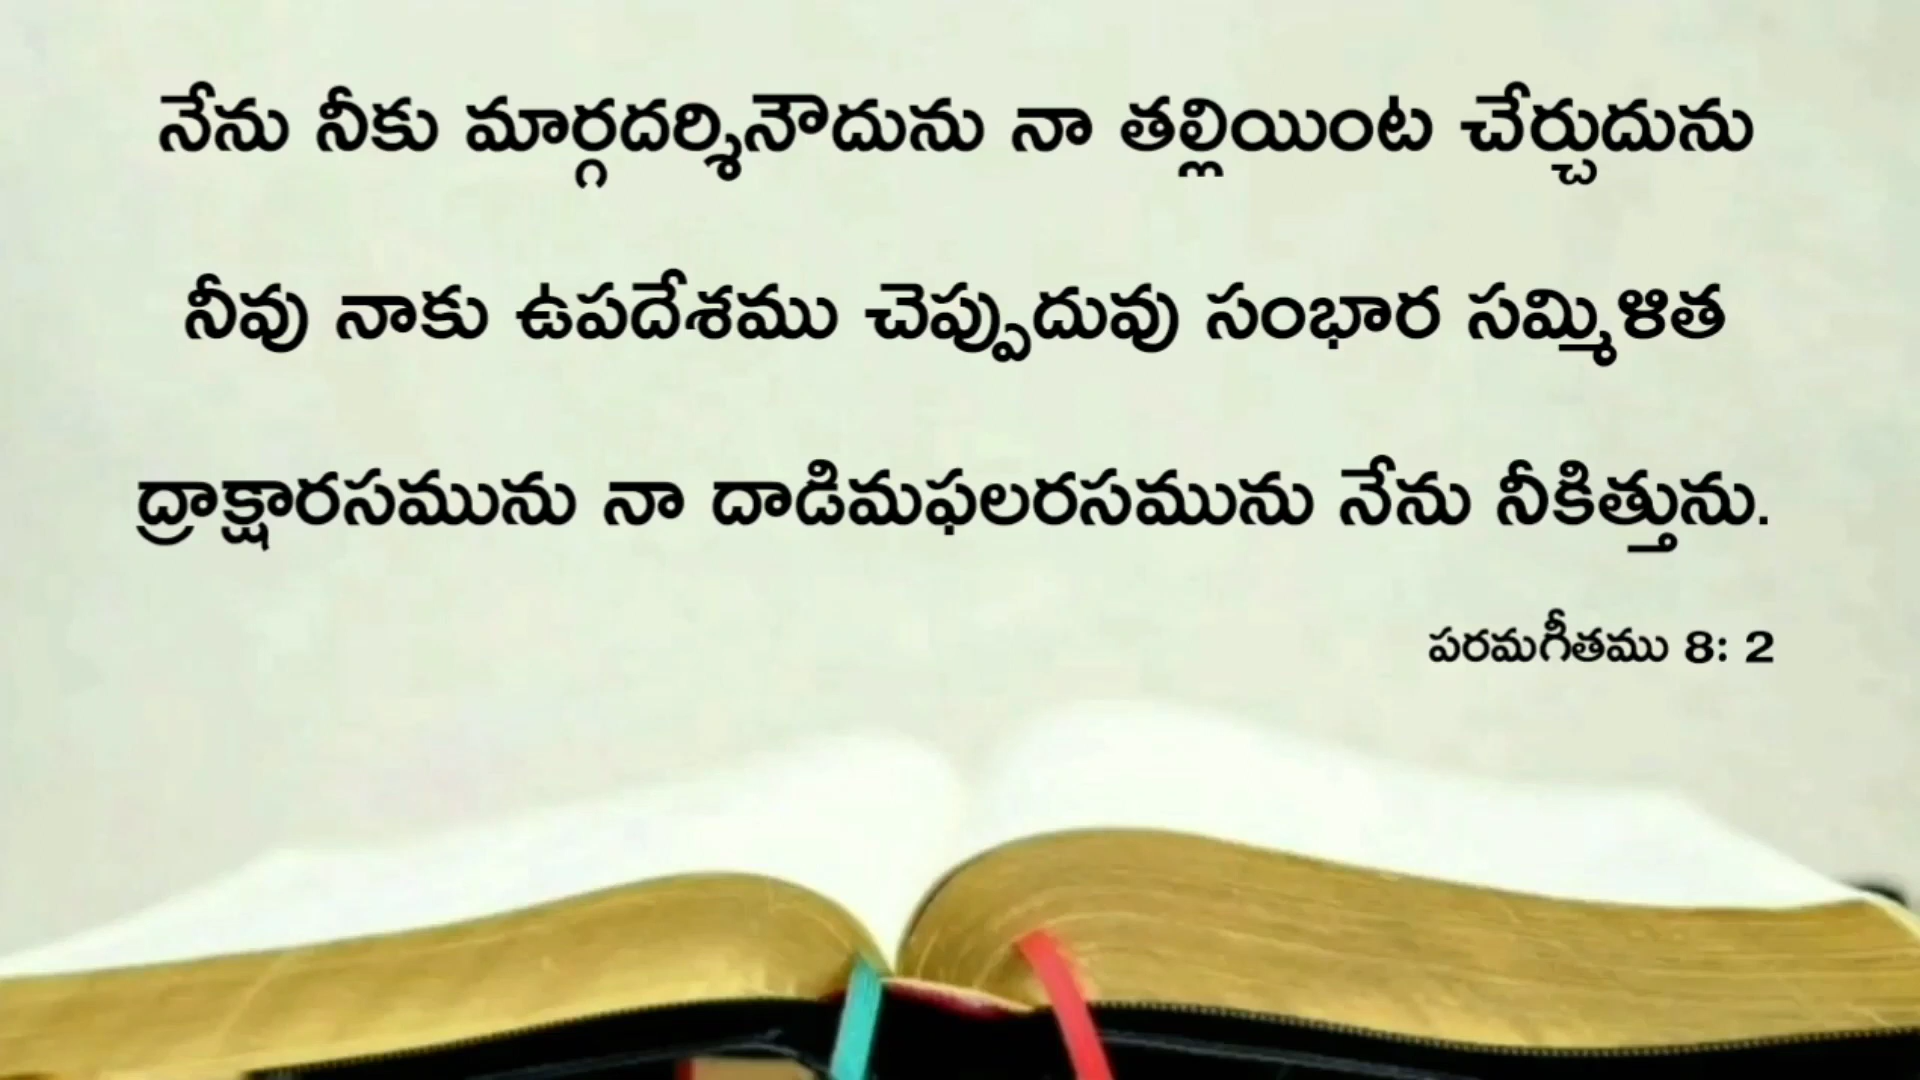 నేను నీకు మార్గదర్శినౌదును నా తల్లియింట చేర్చుదును
నీవు నాకు ఉపదేశము చెప్పుదువు సంభార సమ్మిళిత
ద్రాక్షారసమును నా దాడిమఫలరసమును నేను నీకిత్తును.
పరమగీతము 8: 2